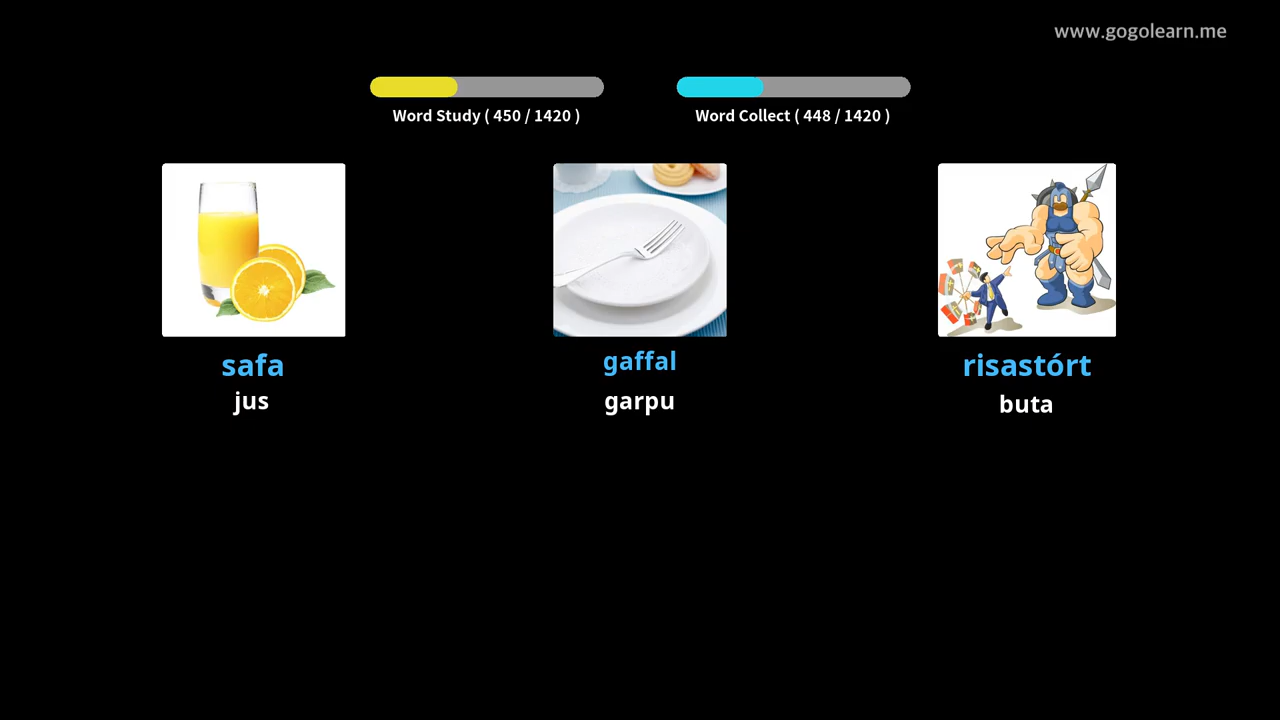 www.gogolearn.me
Word Study ( 450 / 1420 )
Word Collect ( 448 / 1420 )
safa
jus
gaffal
garpu
risastórt
buta